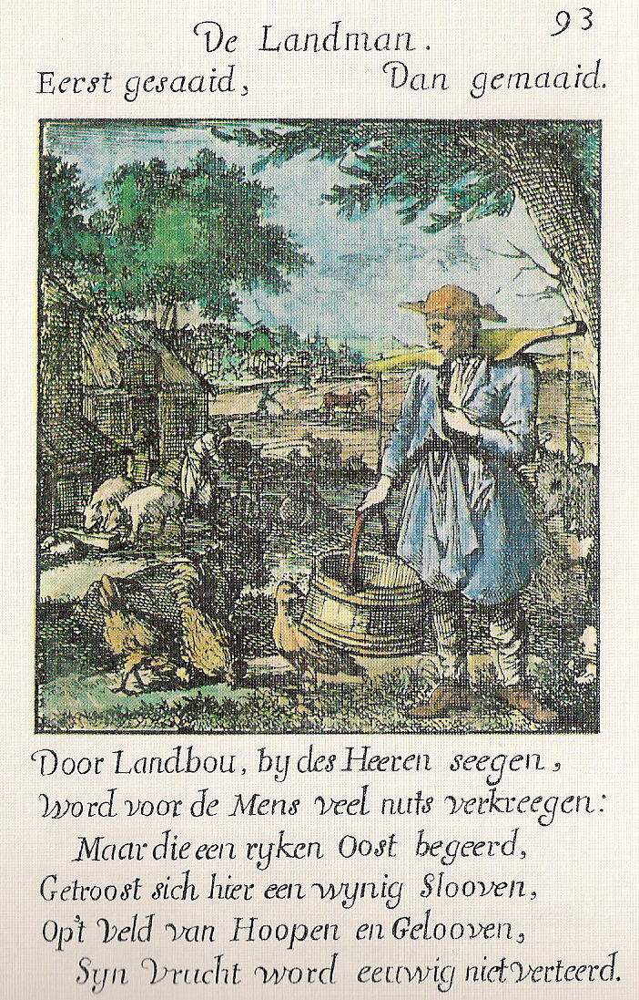 93
De Landman.
Eerst gesaaid, Dan gemaaid.
Door Landbou, by des Heeren seegen,
Word voor de Mens veel nuts verkreegen:
Maar die een ryken Oost begeerd,
Getroost sich hier een wynig Slooven,
Op't Veld van Hoopen en Gelooven,
Syn Vrucht word eeuwig niet verteerd.